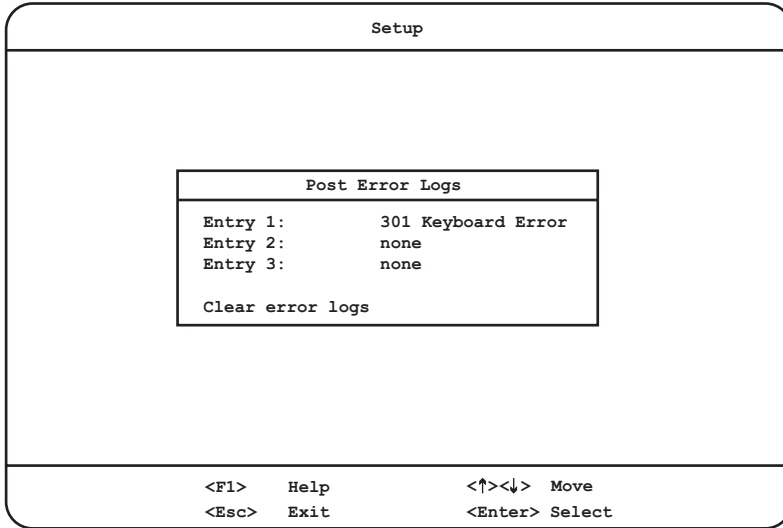 Setup
Post Error Logs
Entry 1: 301 Keyboard Error
Entry 2: none
Entry 3: none
Clear error logs
<F1> Help <↑><↓> Move
<Esc> Exit <Enter> Select